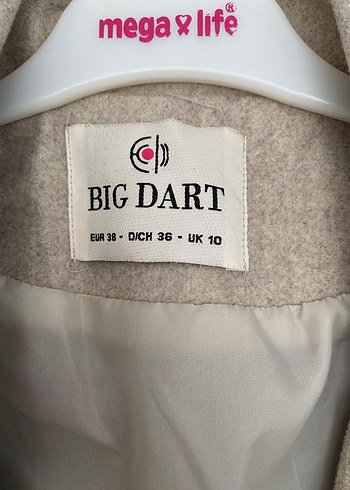 mega life®
BIG DART
EUR 38 - D/CH 36 - UK 10